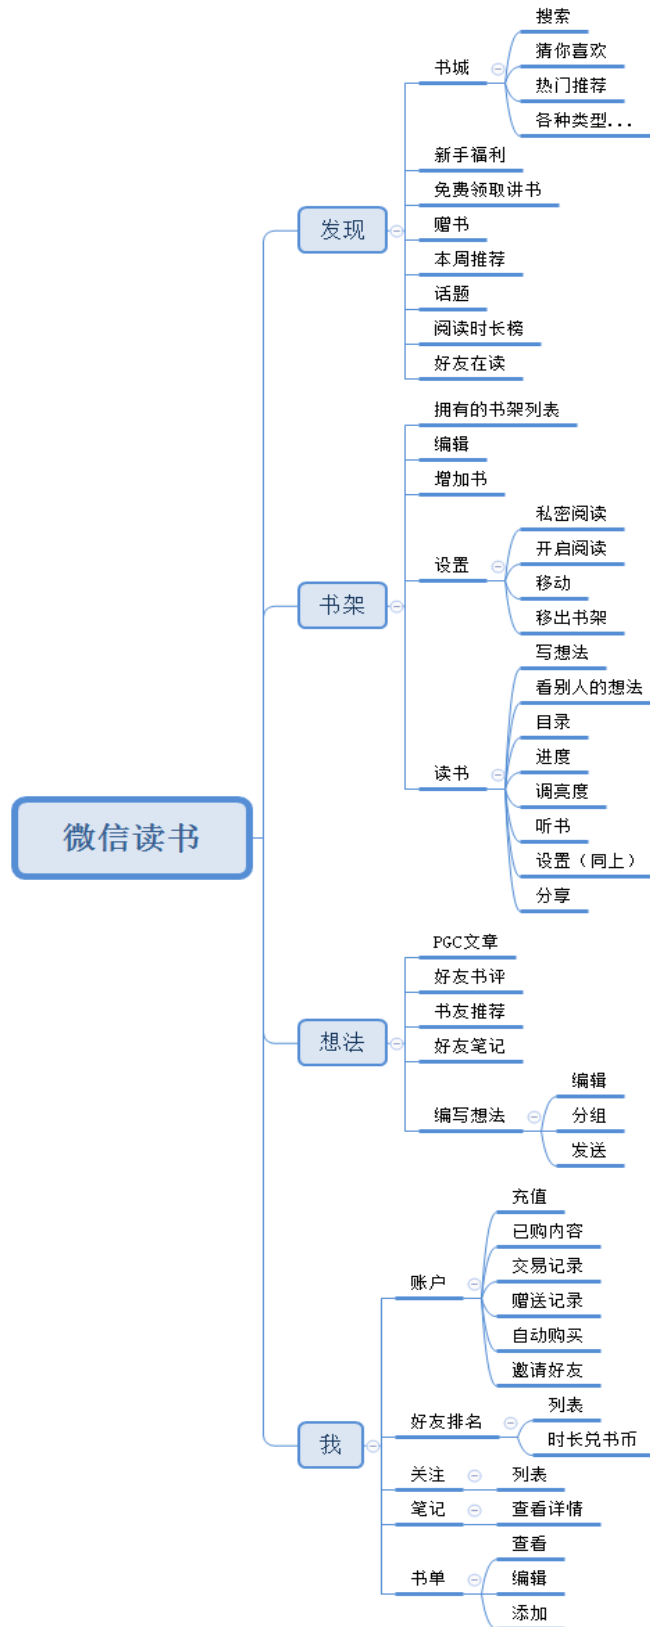 微信读书
发现
书城
搜索
猜你喜欢
热门推荐
各种类型...
新手福利
免费领取讲书
赠书
本周推荐
话题
阅读时长榜
好友在读
书架
拥有的书架列表
编辑
增加书
设置
私密阅读
开启阅读
移动
移出书架
读书
写想法
看别人的想法
目录
进度
调亮度
听书
设置（同上）
分享
想法
PGC文章
好友书评
书友推荐
好友笔记
编写想法
编辑
分组
发送
我
账户
充值
已购内容
交易记录
赠送记录
自动购买
邀请好友
好友排名
列表
时长兑书币
关注
列表
笔记
查看详情
书单
查看
编辑
添加